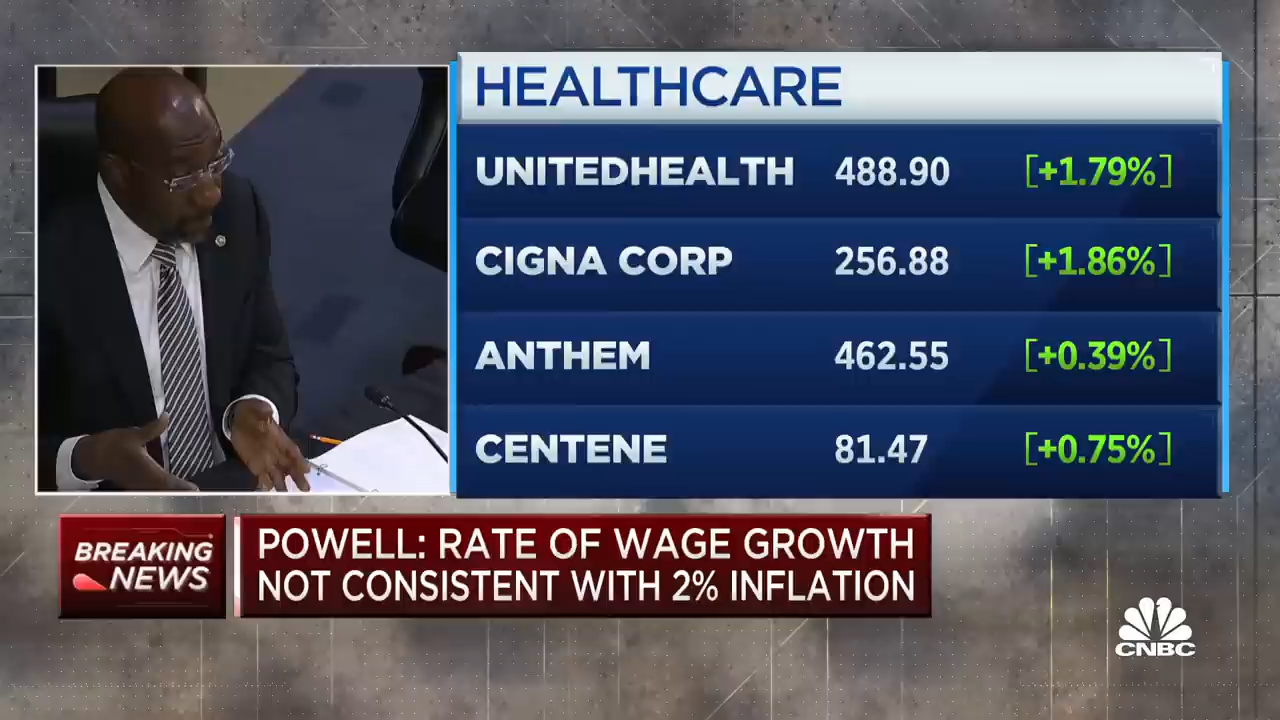 HEALTHCARE
UNITEDHEALTH 488.90 [+1.79%]
CIGNA CORP 256.88 [+1.86%]
ANTHEM 462.55 [+0.39%]
CENTENE 81.47 [+0.75%]
BREAKING
NEWS
POWELL: RATE OF WAGE GROWTH
NOT CONSISTENT WITH 2% INFLATION
CNBC